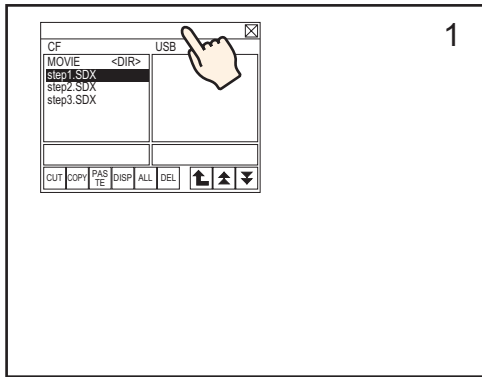 1
CF USB
MOVIE <DIR>
step1.SDX
step2.SDX
step3.SDX
CUT COPY PAS TE DISP ALL DEL